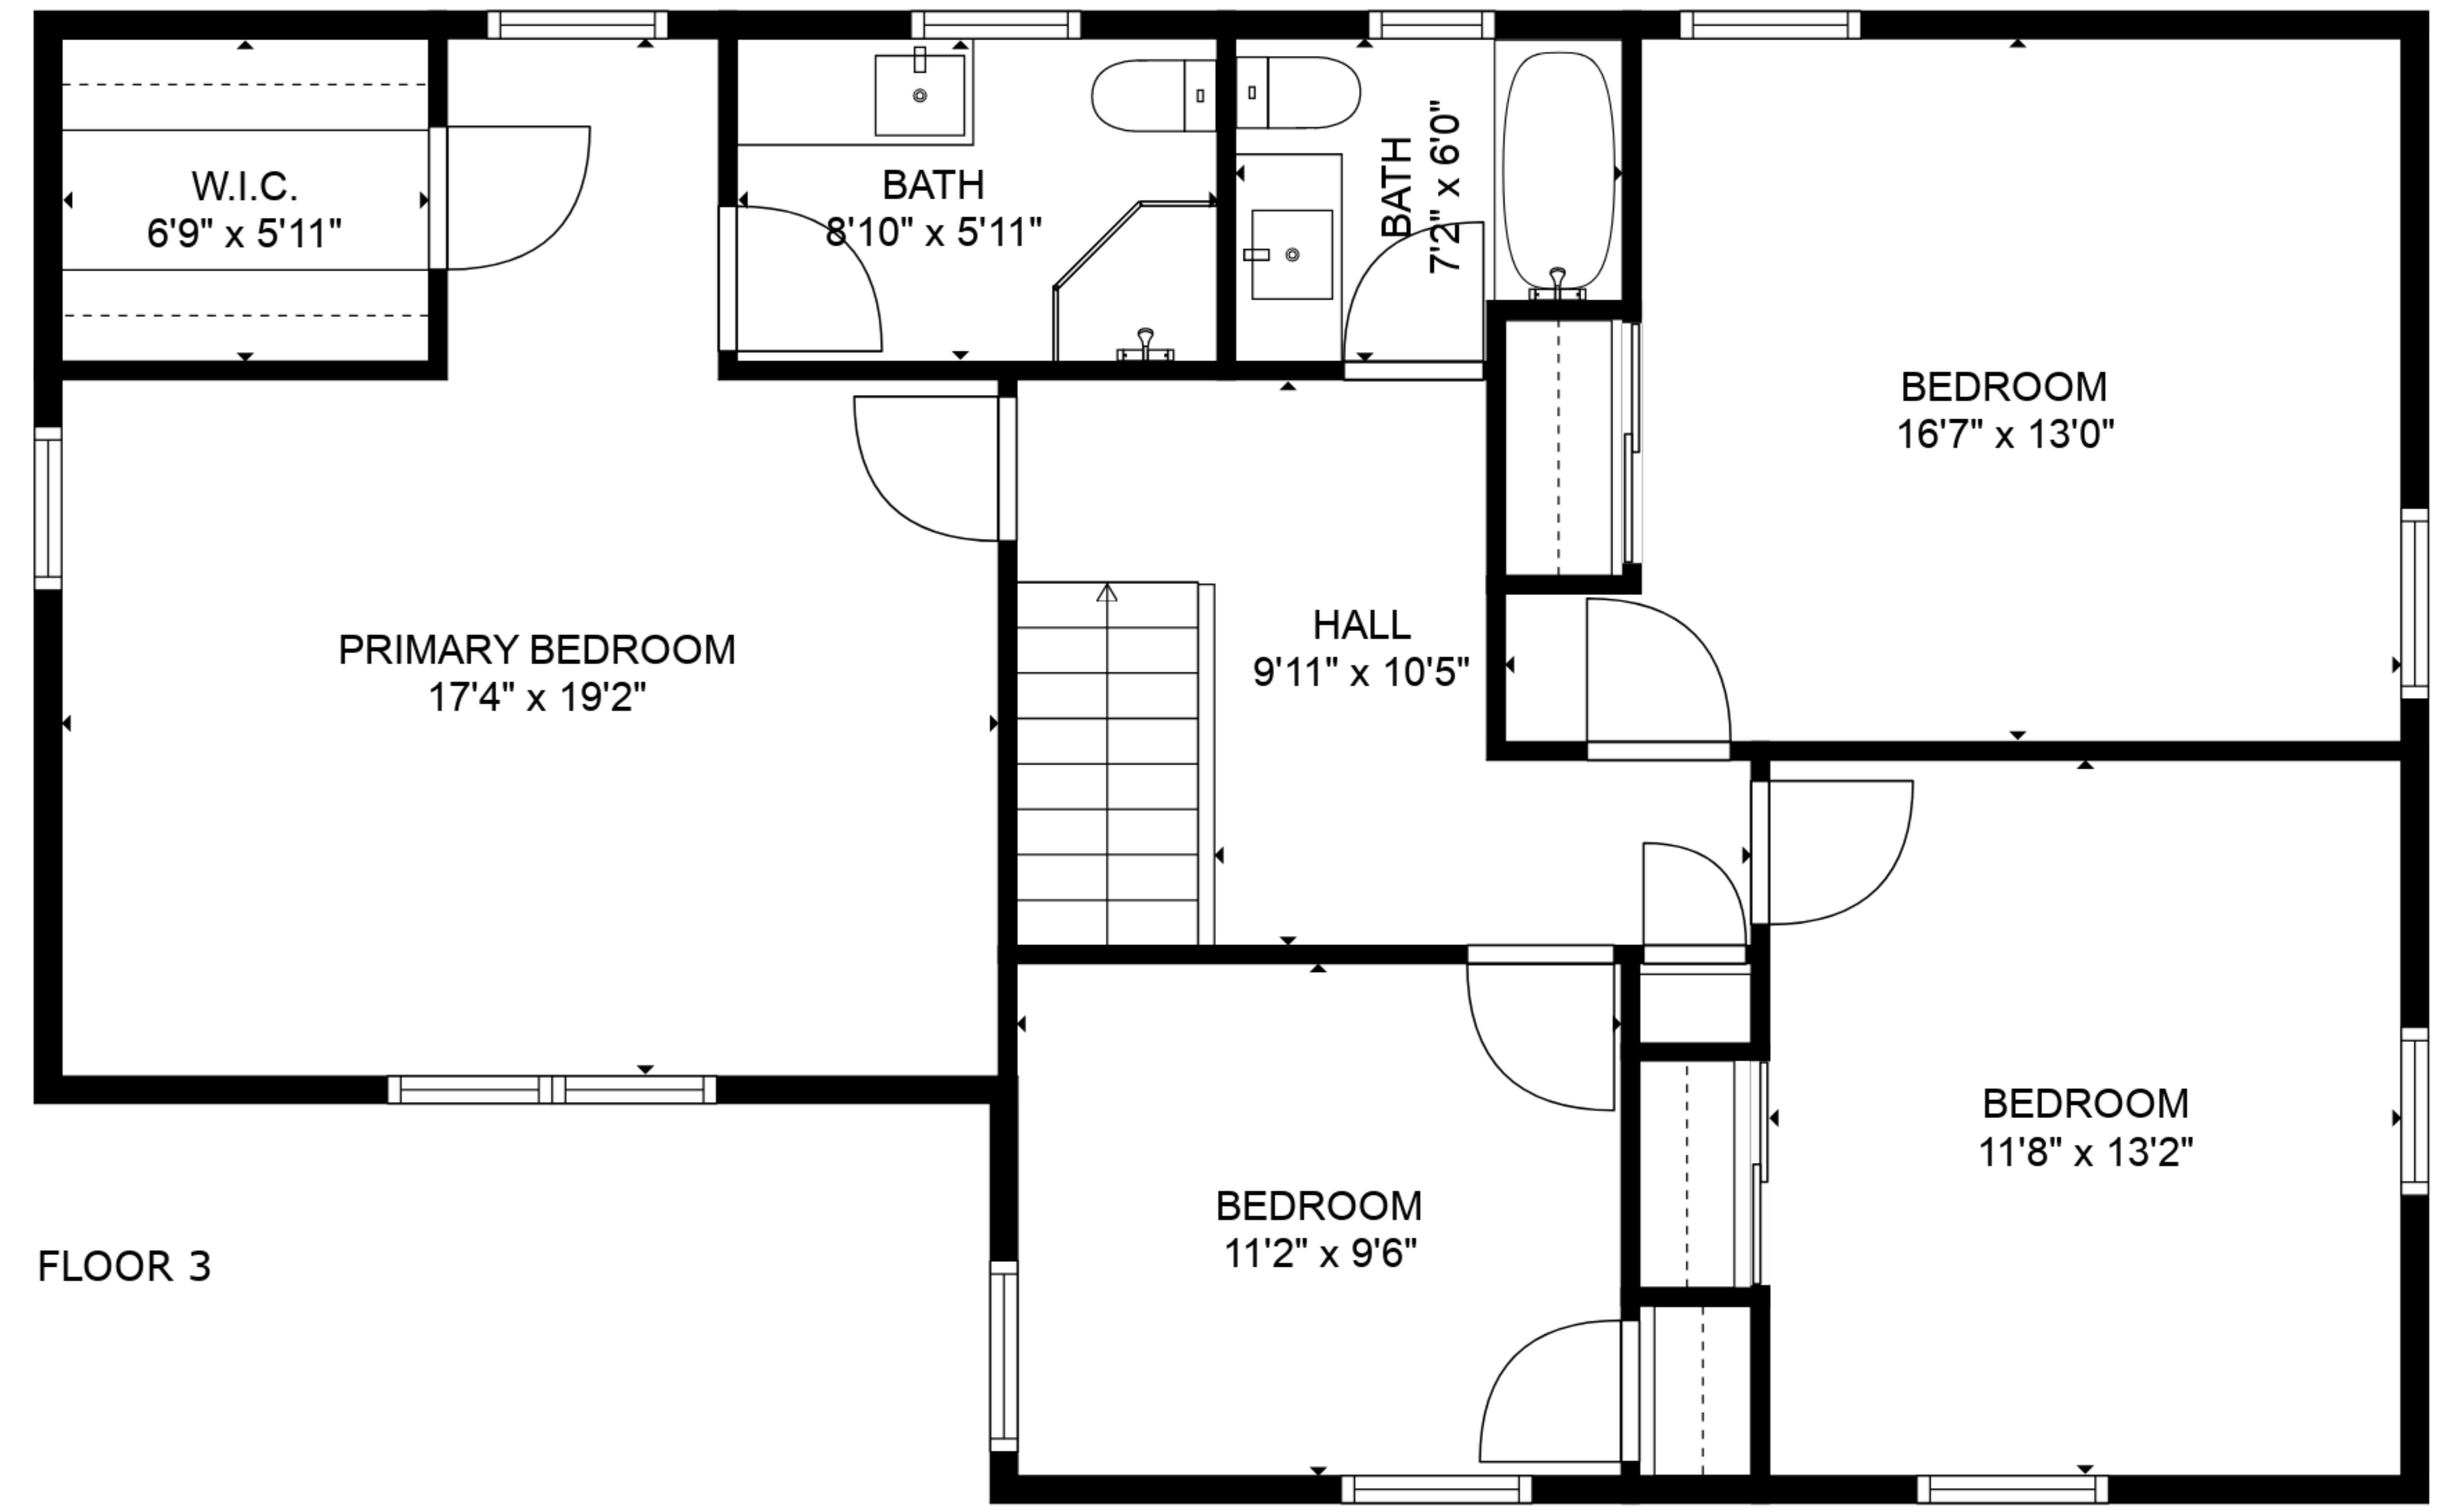 W.I.C.
6'9" x 5'11"
BATH
8'10" x 5'11"
BATH
7'2" x 6'0"
BEDROOM
16'7" x 13'0"
PRIMARY BEDROOM
17'4" x 19'2"
HALL
9'11" x 10'5"
BEDROOM
11'8" x 13'2"
BEDROOM
11'2" x 9'6"
FLOOR 3